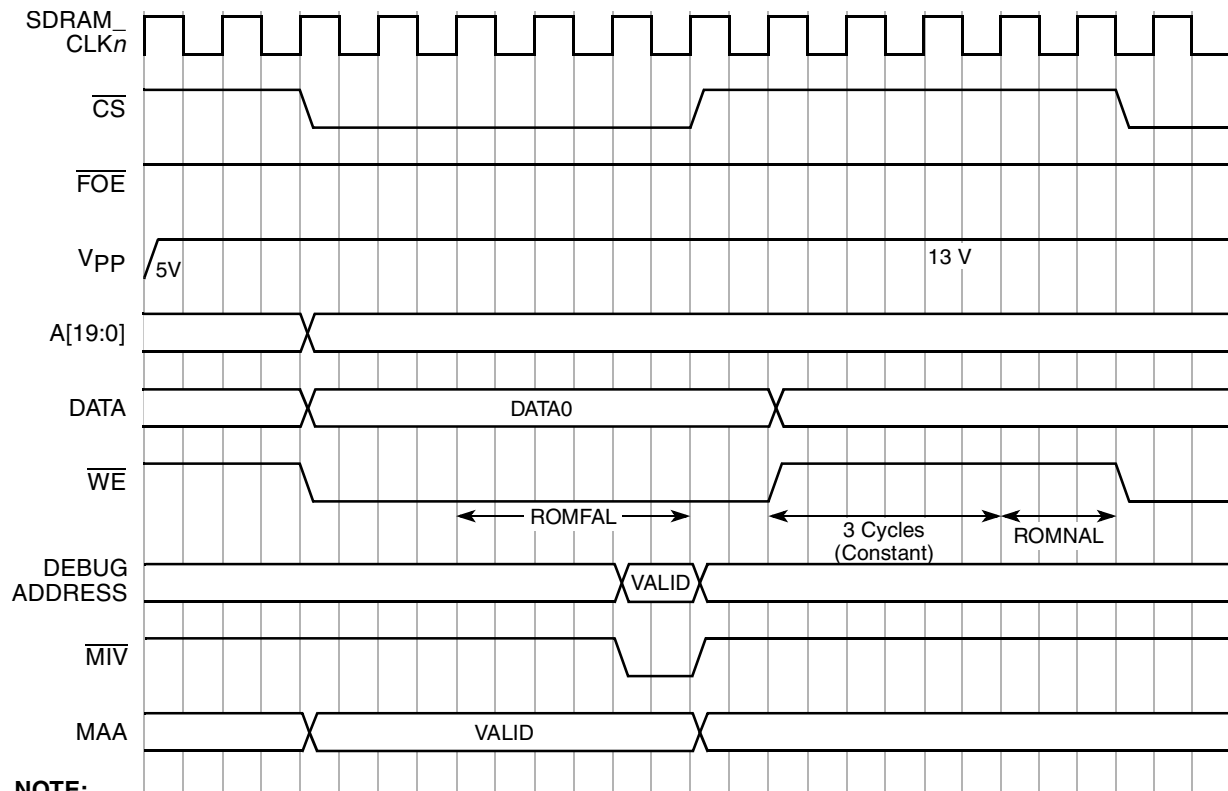 SDRAM_
CLKn
CS
FOE
VPP
5V
13 V
A[19:0]
DATA
DATA0
WE
ROMFAL
3 Cycles
(Constant)
ROMNAL
DEBUG
ADDRESS
VALID
MIV
MAA
VALID
NOTE: